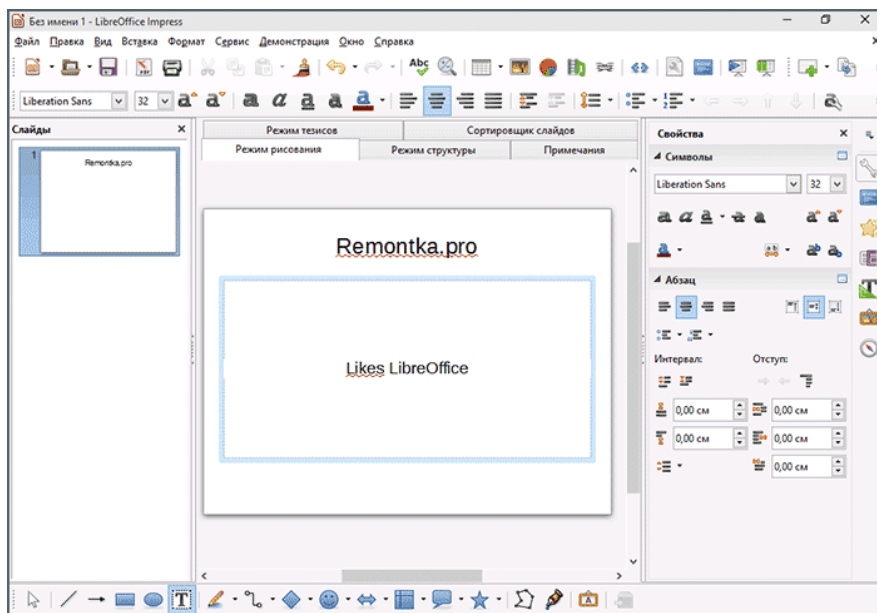 Без имени 1 - LibreOffice Impress
Файл Правка Вид Вставка Формат Сервис Демонстрация Окно Справка
Liberation Sans 32
Слайды
Режим тезисов Сортировщик слайдов
Режим рисования Режим структуры Примечания
1
Remontka.pro
Remontka.pro
Likes LibreOffice
Свойства
Символы
Liberation Sans 32
Абзац
Интервал: Отступ:
0,00 см 0,00 см
0,00 см 0,00 см
0,00 см